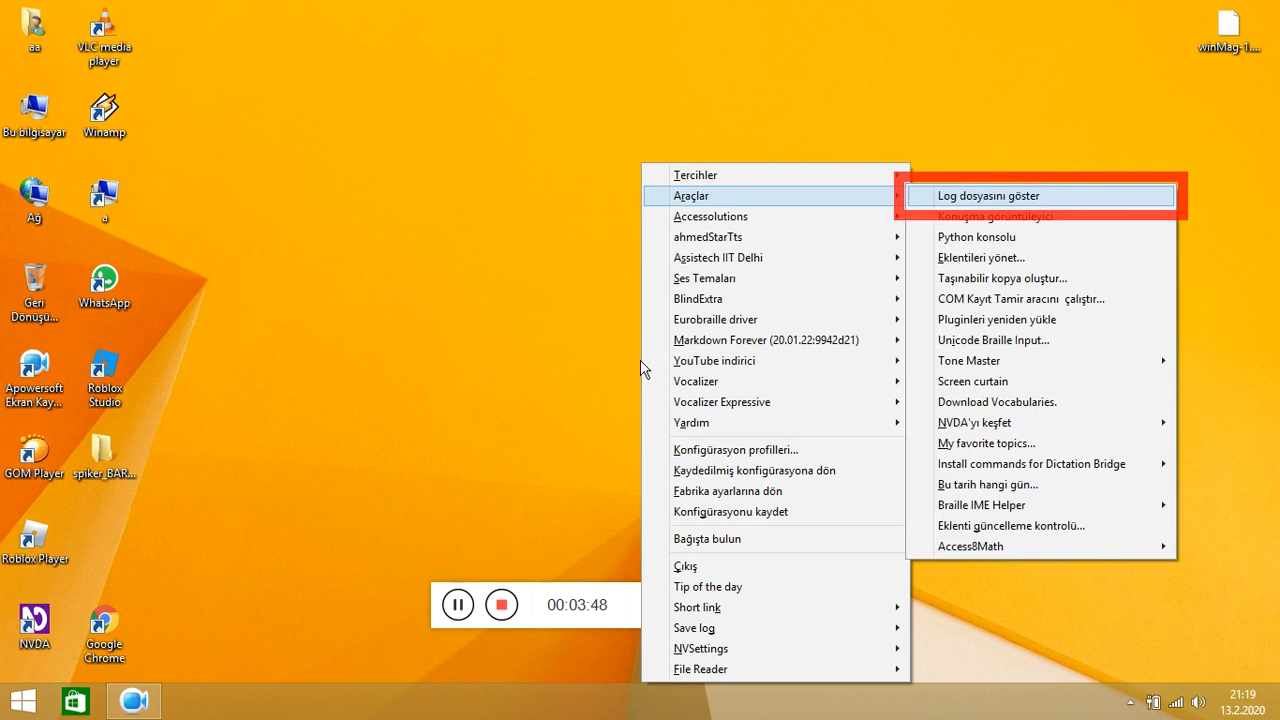 aa
VLC media
player
winMag-1....
Bu bilgisayar
Winamp
Ağ
a
Geri
Dönüşü...
WhatsApp
Apowersoft
Ekran Kay...
Roblox
Studio
GOM Player
spiker_BAR...
Roblox Player
NVDA
Google
Chrome
00:03:48
Tercihler
Araçlar
Accessolutions
ahmedStarTts
Assistech IIT Delhi
Ses Temaları
BlindExtra
Eurobraille driver
Markdown Forever (20.01.22:9942d21)
YouTube indirici
Vocalizer
Vocalizer Expressive
Yardım
Konfigürasyon profilleri...
Kaydedilmiş konfigürasyona dön
Fabrika ayarlarına dön
Konfigürasyonu kaydet
Bağışta bulun
Çıkış
Tip of the day
Short link
Save log
NVSettings
File Reader
Log dosyasını göster
Konuşma görüntüleyici
Python konsolu
Eklentileri yönet...
Taşınabilir kopya oluştur...
COM Kayıt Tamir aracını  çalıştır...
Pluginleri yeniden yükle
Unicode Braille Input...
Tone Master
Screen curtain
Download Vocabularies.
NVDA'yı keşfet
My favorite topics...
Install commands for Dictation Bridge
Bu tarih hangi gün...
Braille IME Helper
Eklenti güncelleme kontrolü...
Access8Math
21:19
13.2.2020